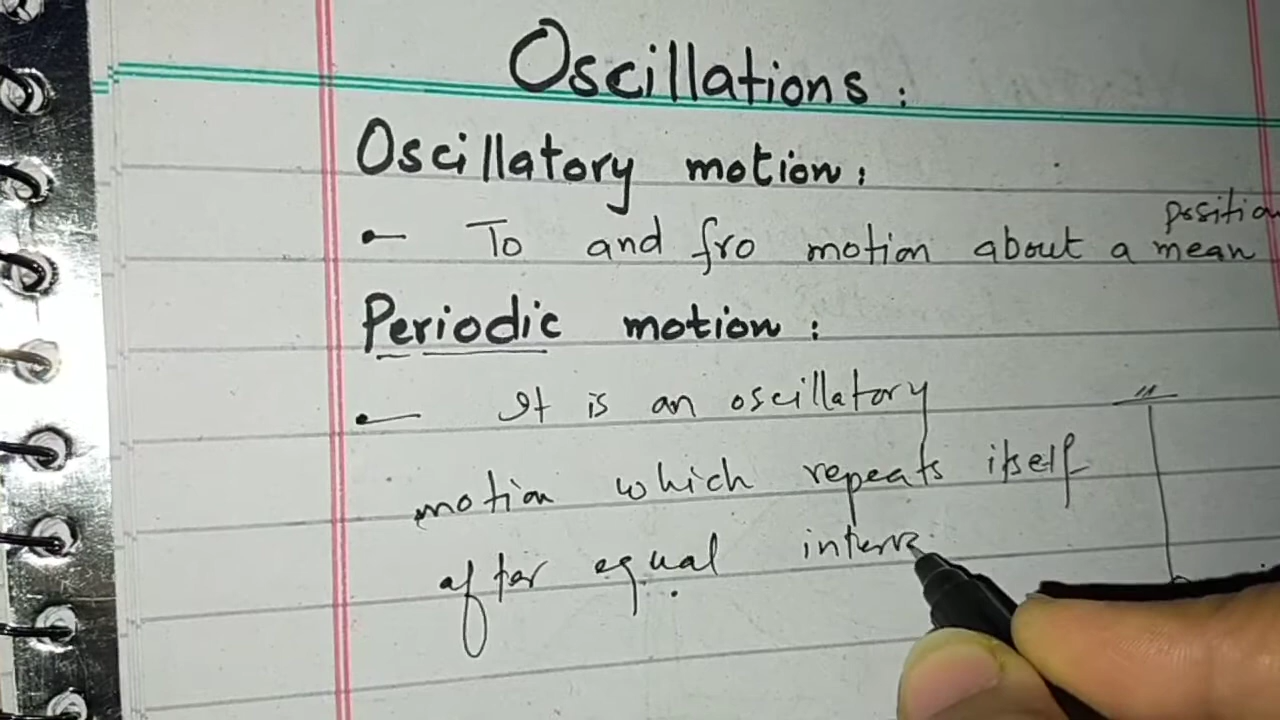 Oscillations :
Oscillatory motion :
To and fro motion about a mean position
Periodic motion :
It is an oscillatory
motion which repeats itself
after equal interv